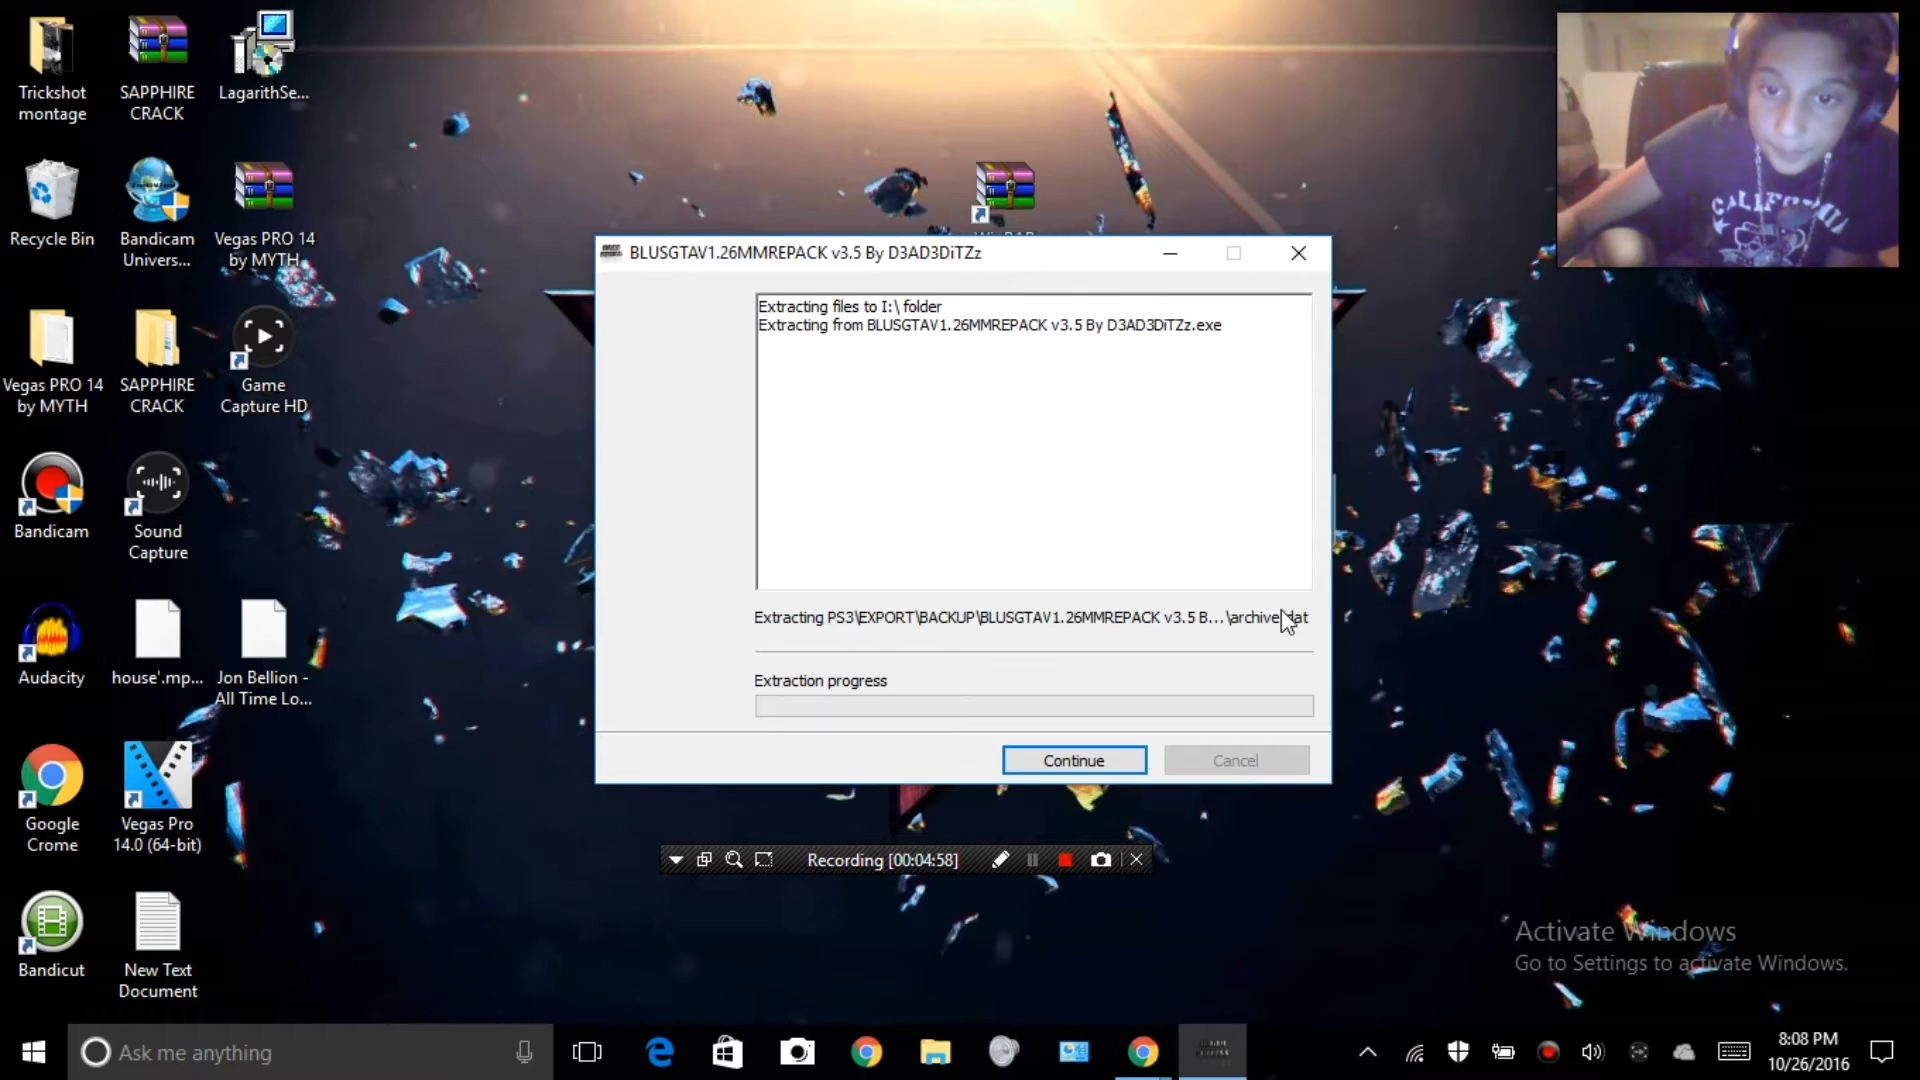 Trickshot
montage
SAPPHIRE
CRACK
LagarithSe...
CALIFORNIA
Recycle Bin
Bandicam
Univers...
Vegas PRO 14
by MYTH
Vegas PRO 14
by MYTH
SAPPHIRE
CRACK
Game
Capture HD
Bandicam
Sound
Capture
Audacity
house'.mp...
Jon Bellion -
All Time Lo...
Google
Crome
Vegas Pro
14.0 (64-bit)
Bandicut
New Text
Document
BLUSGTAV1.26MMREPACK v3.5 By D3AD3DiTZz
Extracting files to I:\ folder
Extracting from BLUSGTAV1.26MMREPACK v3.5 By D3AD3DiTZz.exe
Extracting PS3\EXPORT\BACKUP\BLUSGTAV1.26MMREPACK v3.5 B...\archive.dat
Extraction progress
Continue
Cancel
Recording [00:04:58]
Activate Windows
Go to Settings to activate Windows.
Ask me anything
8:08 PM
10/26/2016